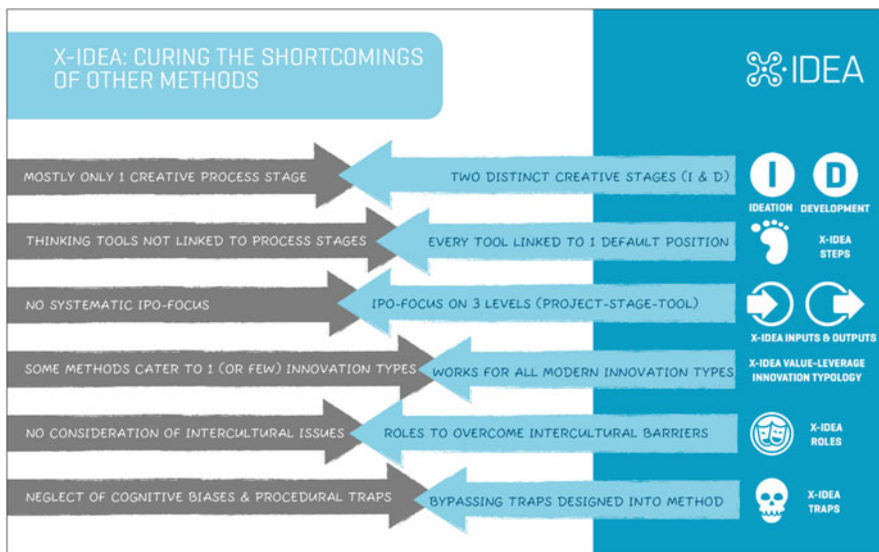 X-IDEA: CURING THE SHORTCOMINGS
OF OTHER METHODS
X·IDEA
MOSTLY ONLY 1 CREATIVE PROCESS STAGE
TWO DISTINCT CREATIVE STAGES (I & D)
I
D
IDEATION
DEVELOPMENT
THINKING TOOLS NOT LINKED TO PROCESS STAGES
EVERY TOOL LINKED TO 1 DEFAULT POSITION
X-IDEA
STEPS
NO SYSTEMATIC IPO-FOCUS
IPO-FOCUS ON 3 LEVELS (PROJECT-STAGE-TOOL)
X-IDEA INPUTS & OUTPUTS
SOME METHODS CATER TO 1 (OR FEW) INNOVATION TYPES
WORKS FOR ALL MODERN INNOVATION TYPES
X-IDEA VALUE-LEVERAGE
INNOVATION TYPOLOGY
NO CONSIDERATION OF INTERCULTURAL ISSUES
ROLES TO OVERCOME INTERCULTURAL BARRIERS
X-IDEA
ROLES
NEGLECT OF COGNITIVE BIASES & PROCEDURAL TRAPS
BYPASSING TRAPS DESIGNED INTO METHOD
X-IDEA
TRAPS